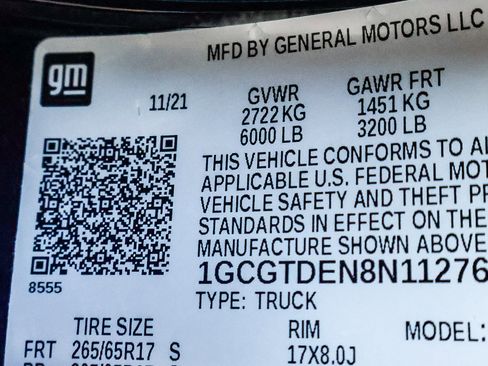 MFD BY GENERAL MOTORS LLC
gm
11/21
GVWR
2722 KG
6000 LB
GAWR FRT
1451 KG
3200 LB
THIS VEHICLE CONFORMS TO AL
APPLICABLE U.S. FEDERAL MOT
VEHICLE SAFETY AND THEFT PR
STANDARDS IN EFFECT ON THE
MANUFACTURE SHOWN ABOVE
1GCGTDEN8N11276
8555
TYPE: TRUCK
TIRE SIZE
RIM
MODEL:
FRT 265/65R17 S
17X8.0J